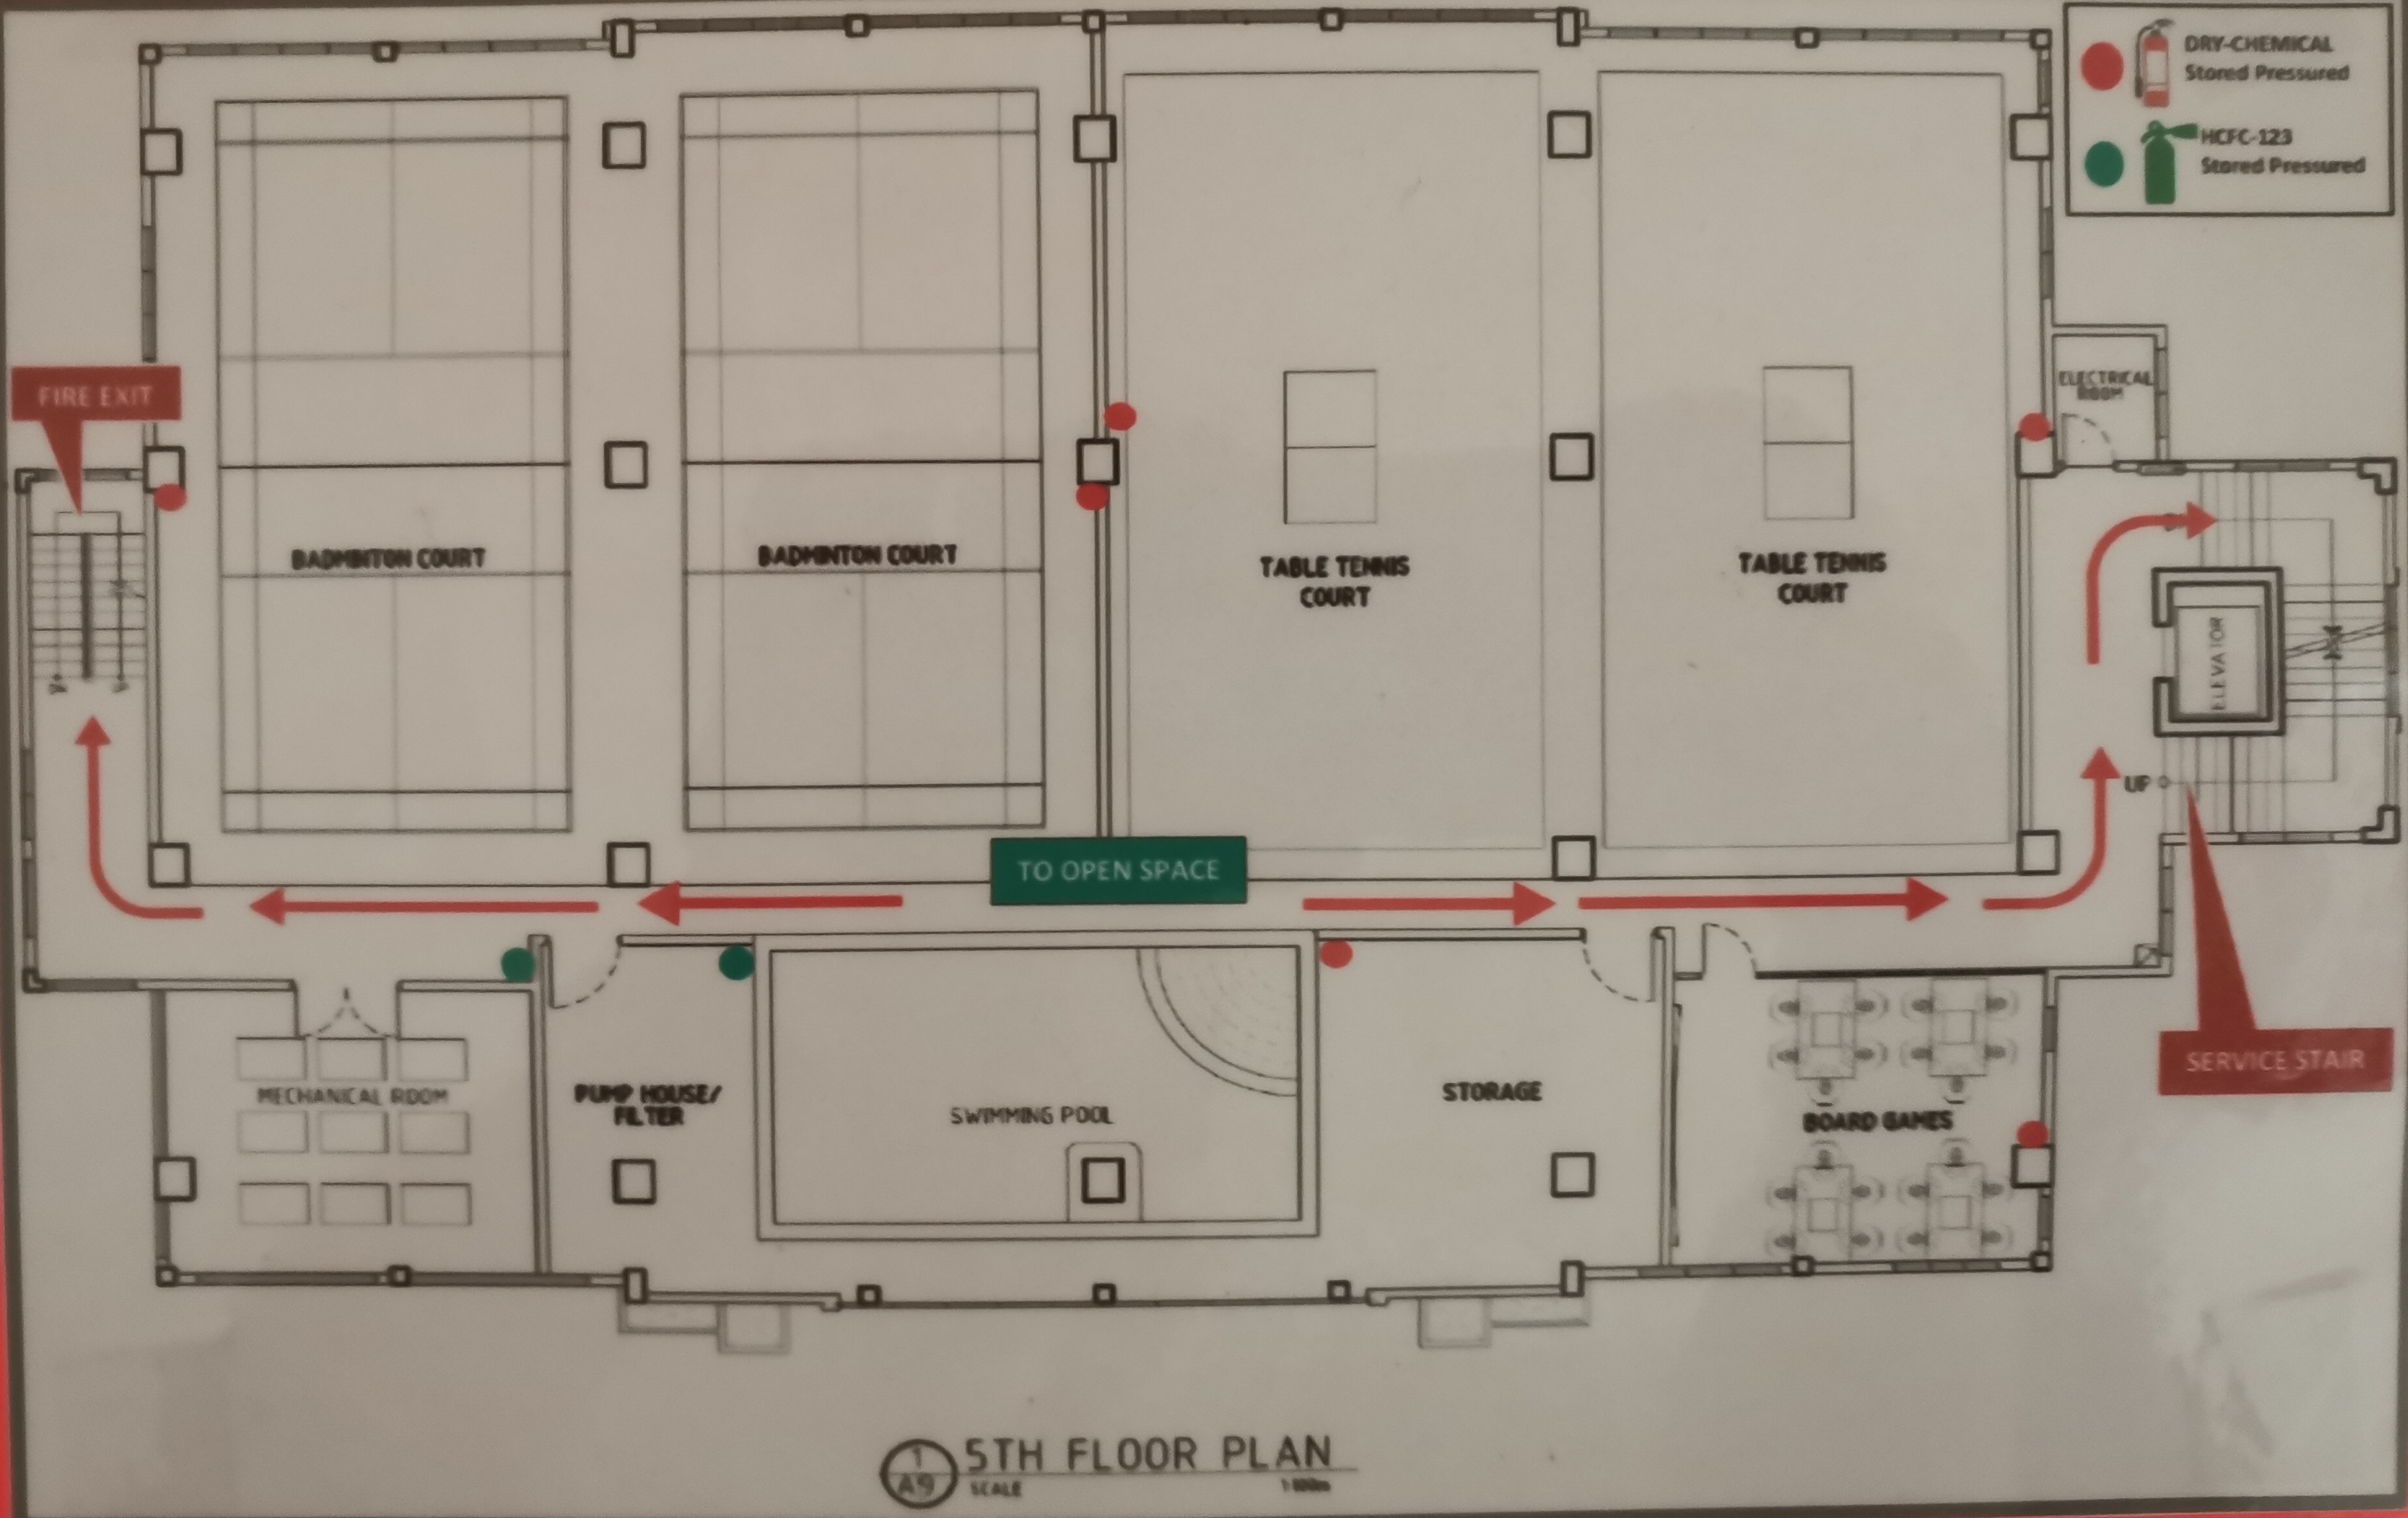 DRY-CHEMICAL
Stored Pressured
HCFC-123
Stored Pressured
FIRE EXIT
ELECTRICAL
ROOM
BADMINTON COURT
BADMINTON COURT
TABLE TENNIS
COURT
TABLE TENNIS
COURT
ELEVATOR
UP
TO OPEN SPACE
SERVICE STAIR
MECHANICAL ROOM
PUMP HOUSE/
FILTER
SWIMMING POOL
STORAGE
BOARD GAMES
1
A9
5TH FLOOR PLAN
SCALE